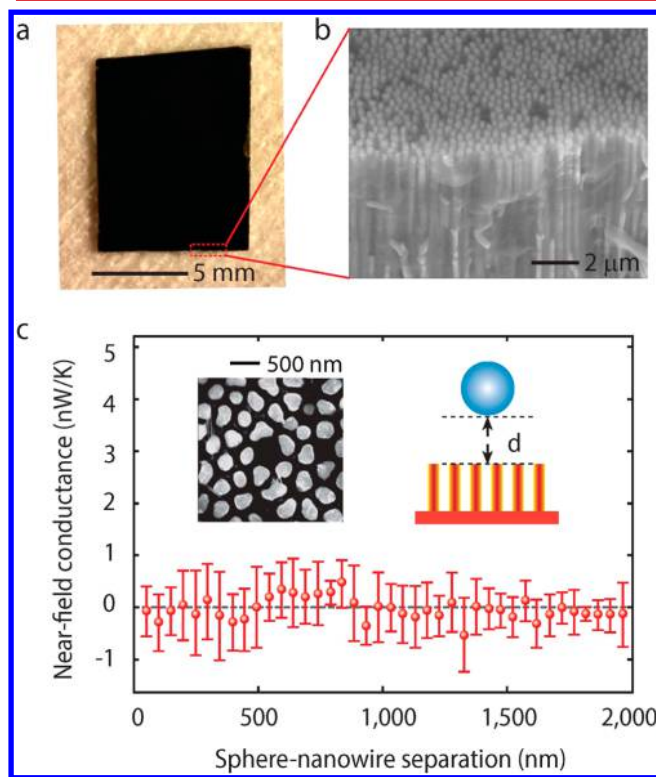 a
b
5 mm
2 μm
c
Near-field conductance (nW/K)
5
4
3
2
1
0
-1
500 nm
d
0
500
1,000
1,500
2,000
Sphere-nanowire separation (nm)